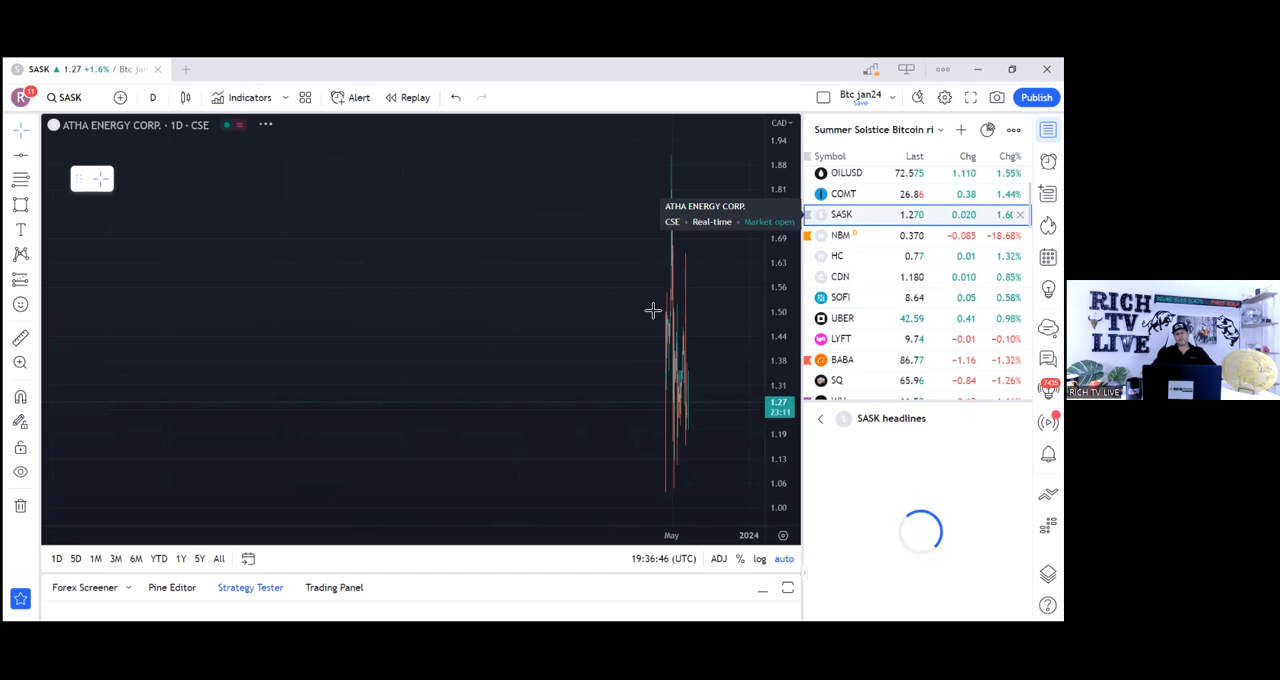 SASK ▲ 1.27 +1.6% / Btc jan
R 11 SASK D Indicators Alert Replay Btc jan24 Save Publish
ATHA ENERGY CORP. · 1D · CSE
CAD
1.94
1.88
1.81
1.69
1.63
1.56
1.50
1.44
1.38
1.31
1.27
23:11
1.19
1.13
1.06
1.00
ATHA ENERGY CORP.
CSE • Real-time • Market open
May 2024
1D 5D 1M 3M 6M YTD 1Y 5Y All 19:36:46 (UTC) ADJ % log auto
Forex Screener Pine Editor Strategy Tester Trading Panel
Summer Solstice Bitcoin ri
Symbol Last Chg Chg%
OILUSD 72.575 1.110 1.55%
COMT 26.86 0.38 1.44%
SASK 1.270 0.020 1.6(
NBM D 0.370 −0.085 −18.68%
HC 0.77 0.01 1.32%
CDN 1.180 0.010 0.85%
SOFI 8.64 0.05 0.58%
UBER 42.59 0.41 0.98%
LYFT 9.74 −0.01 −0.10%
BABA 86.77 −1.16 −1.32%
SQ 65.96 −0.84 −1.26%
SASK headlines
7435
RICH
TV
LIVE
RICH TV LIVE